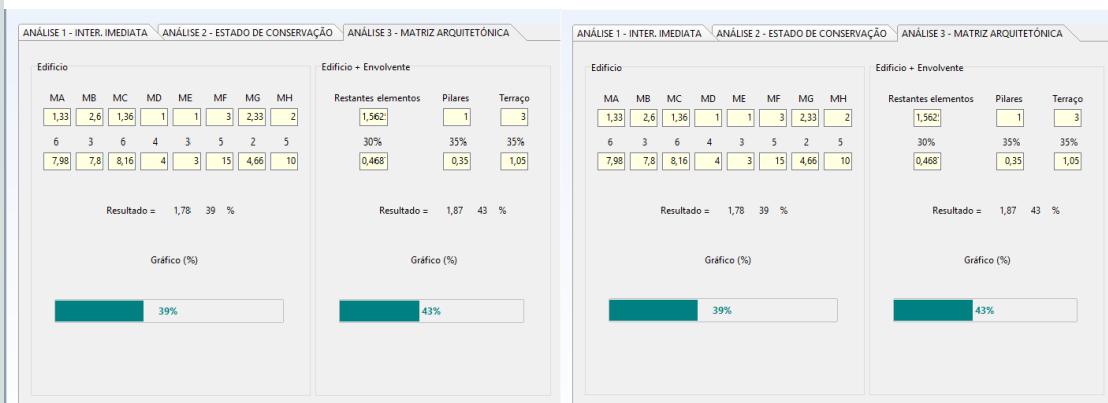 ANÁLISE 1 - INTER. IMEDIATA ANÁLISE 2 - ESTADO DE CONSERVAÇÃO ANÁLISE 3 - MATRIZ ARQUITETÓNICA
Edificio
MA MB MC MD ME MF MG MH
1,33 2,6 1,36 1 1 3 2,33 2
6 3 6 4 3 5 2 5
7,98 7,8 8,16 4 3 15 4,66 10
Resultado = 1,78 39 %
Gráfico (%)
39%
Edificio + Envolvente
Restantes elementos Pilares Terraço
1,562 1 3
30% 35% 35%
0,468 0,35 1,05
Resultado = 1,87 43 %
Gráfico (%)
43%
ANÁLISE 1 - INTER. IMEDIATA ANÁLISE 2 - ESTADO DE CONSERVAÇÃO ANÁLISE 3 - MATRIZ ARQUITETÓNICA
Edificio
MA MB MC MD ME MF MG MH
1,33 2,6 1,36 1 1 3 2,33 2
6 3 6 4 3 5 2 5
7,98 7,8 8,16 4 3 15 4,66 10
Resultado = 1,78 39 %
Gráfico (%)
39%
Edificio + Envolvente
Restantes elementos Pilares Terraço
1,562 1 3
30% 35% 35%
0,468 0,35 1,05
Resultado = 1,87 43 %
Gráfico (%)
43%